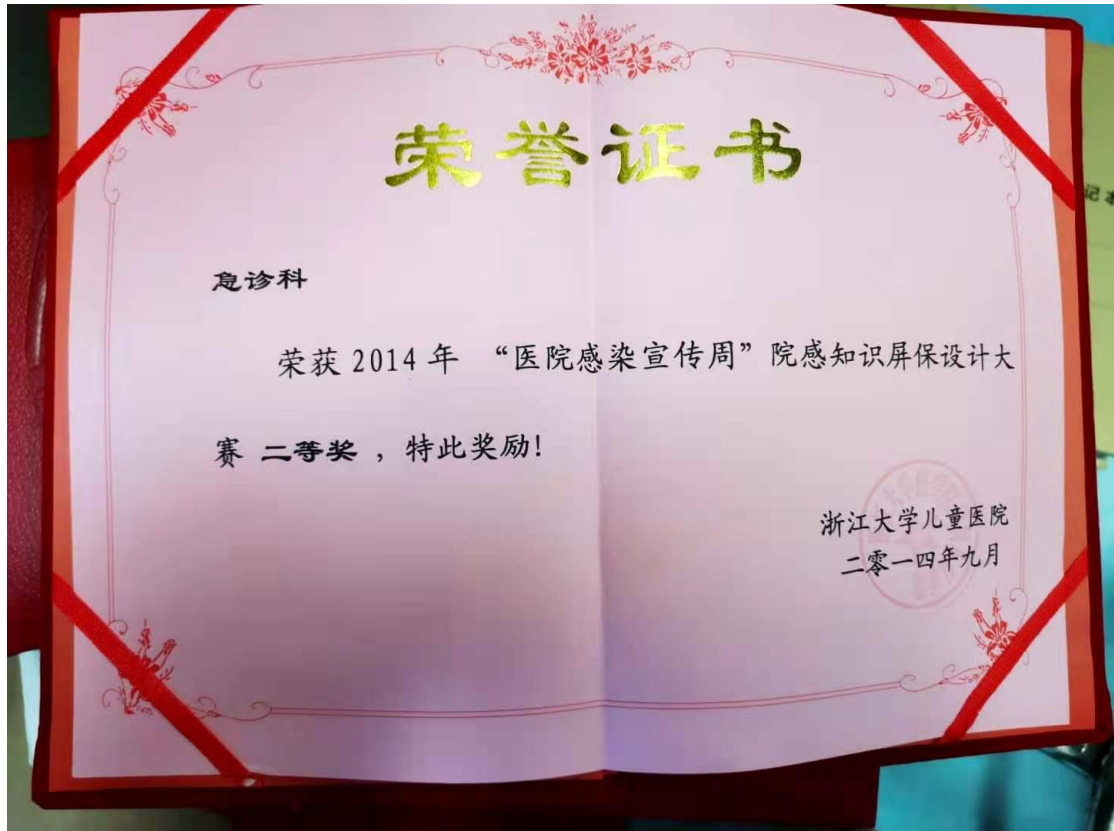 荣誉证书
记本
急诊科
荣获 2014 年 “医院感染宣传周”院感知识屏保设计大
赛 二等奖 ，特此奖励!
浙江大学儿童医院
二零一四年九月